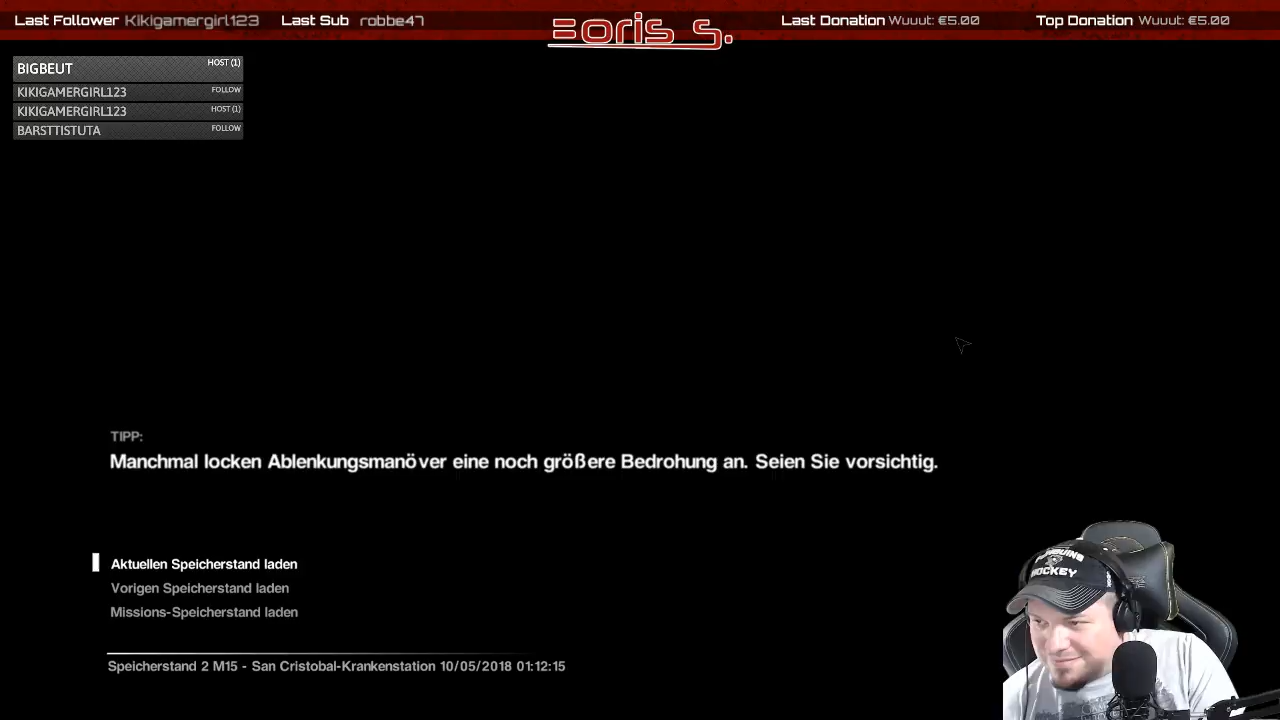 Last Follower Kikigamergirl123 Last Sub robbe47 Boris S. Last Donation Wuuut: €5.00 Top Donation Wuuut: €5.00
BIGBEUT HOST (1)
KIKIGAMERGIRL123 FOLLOW
KIKIGAMERGIRL123 HOST (1)
BARSTTISTUTA FOLLOW
TIPP:
Manchmal locken Ablenkungsmanöver eine noch größere Bedrohung an. Seien Sie vorsichtig.
Aktuellen Speicherstand laden
Vorigen Speicherstand laden
Missions-Speicherstand laden
Speicherstand 2 M15 - San Cristobal-Krankenstation 10/05/2018 01:12:15
HOCKEY